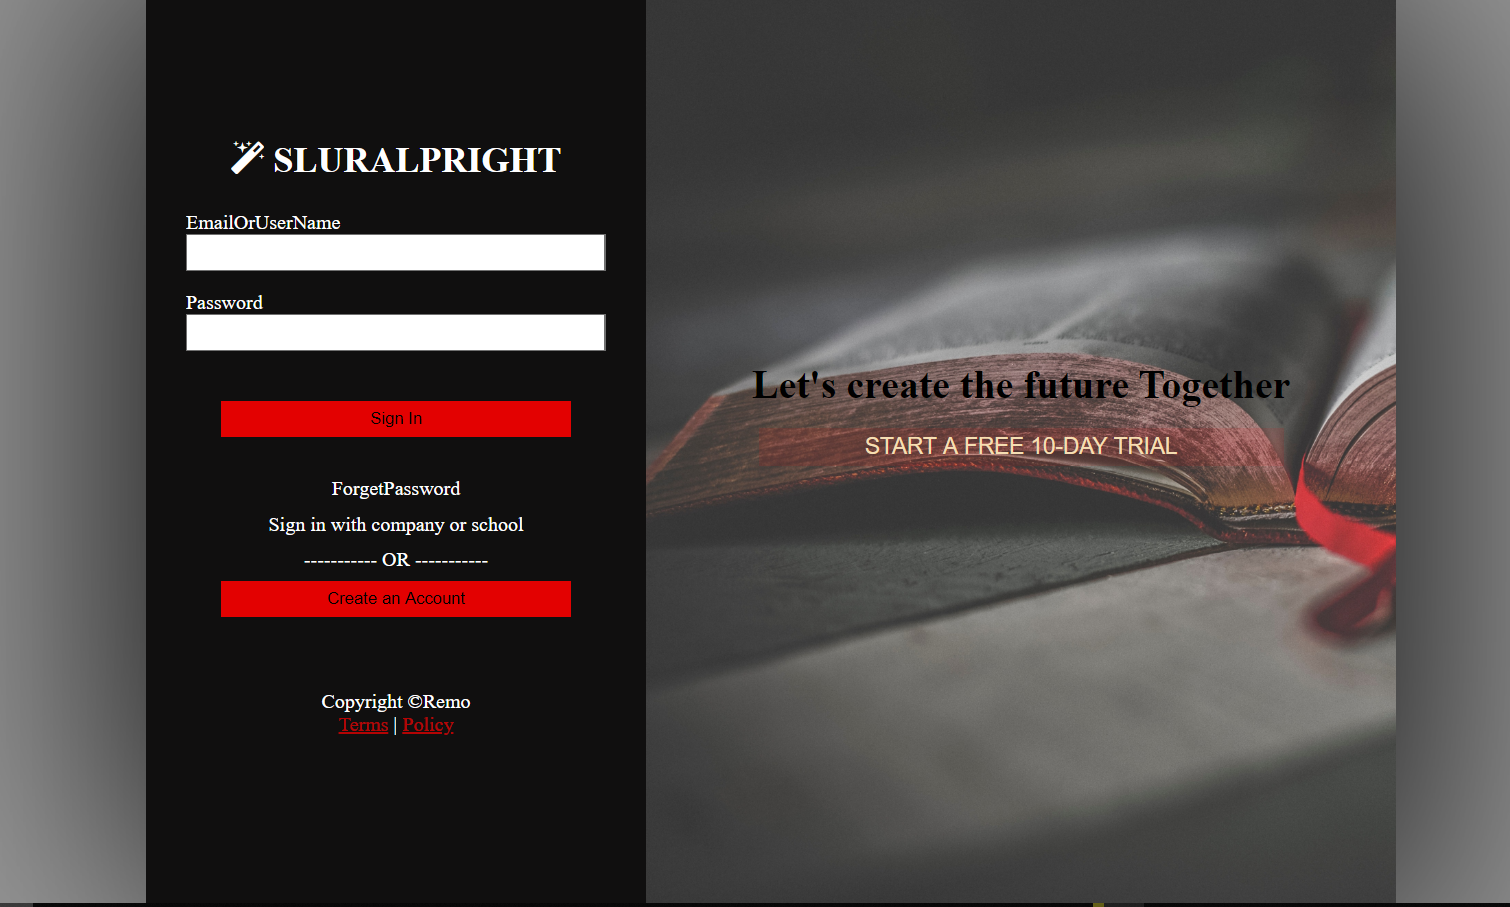 SLURALPRIGHT
EmailOrUserName
Password
Sign In
ForgetPassword
Sign in with company or school
----------- OR -----------
Create an Account
Copyright ©Remo
Terms | Policy
Let's create the future Together
START A FREE 10-DAY TRIAL